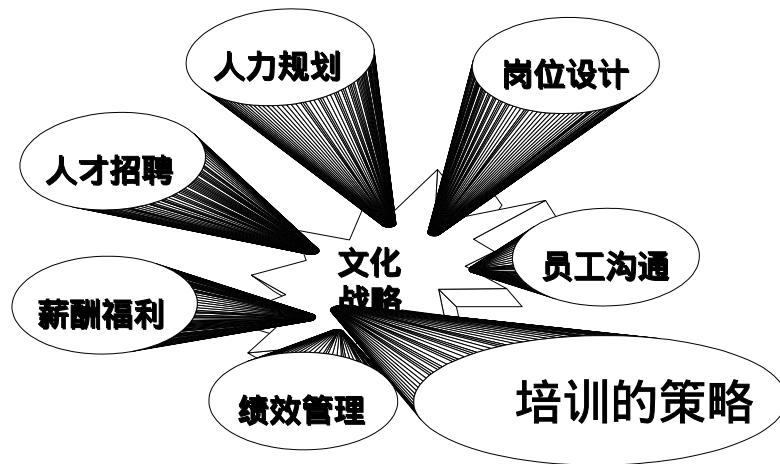 人力规划
岗位设计
人才招聘
文化
战略
员工沟通
薪酬福利
绩效管理
培训的策略